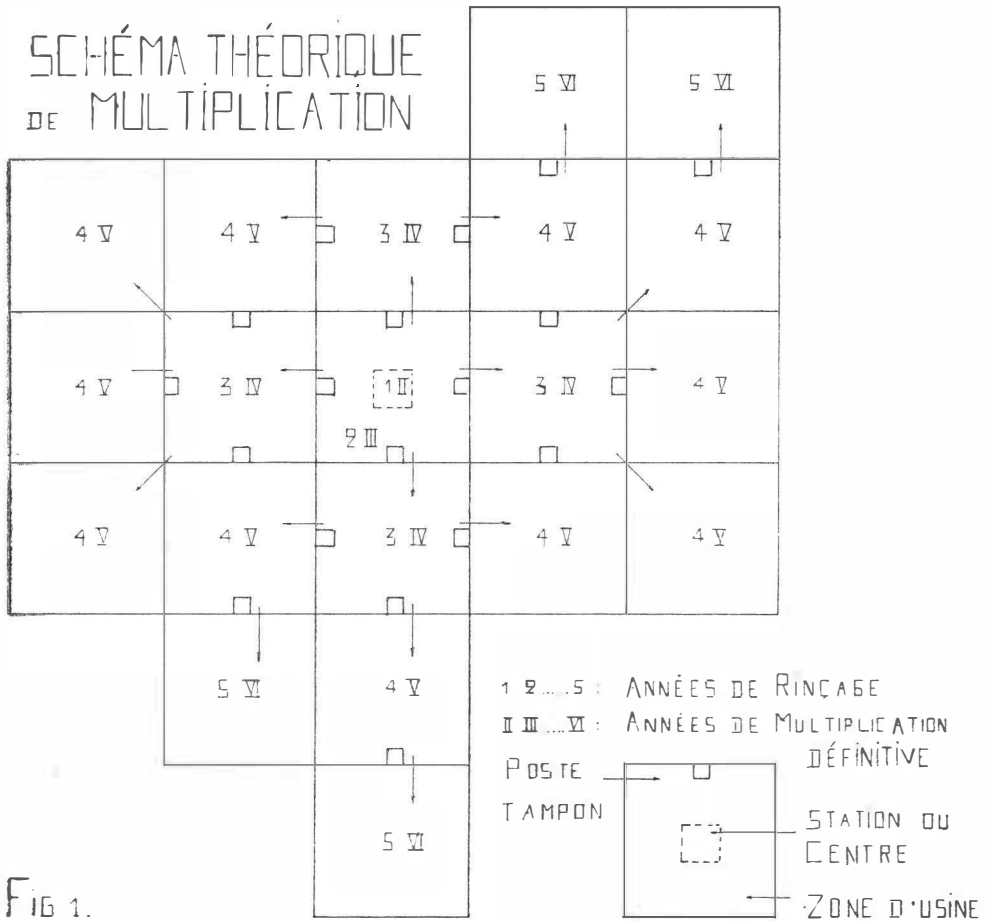 SCHÉMA THÉORIQUE
DE MULTIPLICATION
5 VI 5 VI
4 V 4 V 3 IV 4 V 4 V
4 V 3 IV 1 II 3 IV 4 V
2 III
4 V 4 V 3 IV 4 V 4 V
5 VI 4 V
5 VI
1 2....5 : ANNÉES DE RINÇAGE
II III....VI : ANNÉES DE MULTIPLICATION
DÉFINITIVE
POSTE
TAMPON
STATION OU
CENTRE
ZONE D'USINE
FIG 1.